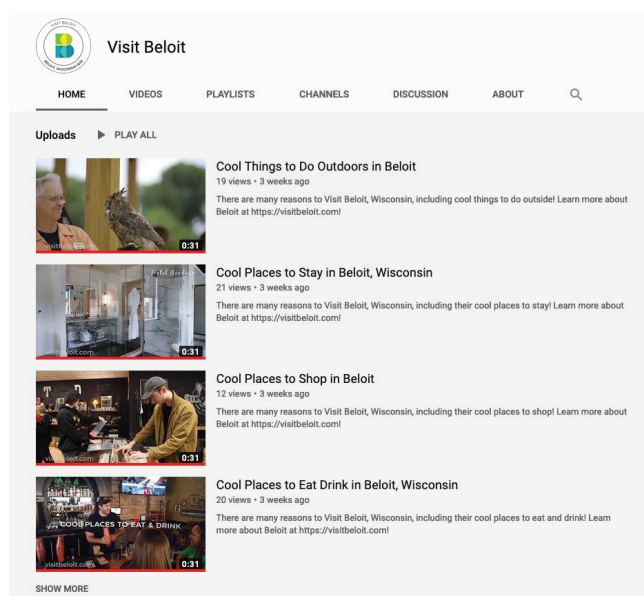 VISIT BELOIT
Visit Beloit
HOME VIDEOS PLAYLISTS CHANNELS DISCUSSION ABOUT
Uploads PLAY ALL
Cool Things to Do Outdoors in Beloit
19 views • 3 weeks ago
There are many reasons to Visit Beloit, Wisconsin, including cool things to do outside! Learn more about
Beloit at https://visitbeloit.com!
visitbeloit.com
0:31
Cool Places to Stay in Beloit, Wisconsin
21 views • 3 weeks ago
There are many reasons to Visit Beloit, Wisconsin, including their cool places to stay! Learn more about
Beloit at https://visitbeloit.com!
visitbeloit.com
0:31
Cool Places to Shop in Beloit
12 views • 3 weeks ago
There are many reasons to Visit Beloit, Wisconsin, including their cool places to shop! Learn more about
Beloit at https://visitbeloit.com!
visitbeloit.com
0:31
Cool Places to Eat Drink in Beloit, Wisconsin
20 views • 3 weeks ago
There are many reasons to Visit Beloit, Wisconsin, including their cool places to eat and drink! Learn
more about Beloit at https://visitbeloit.com!
COOL PLACES TO EAT & DRINK
visitbeloit.com
0:31
SHOW MORE